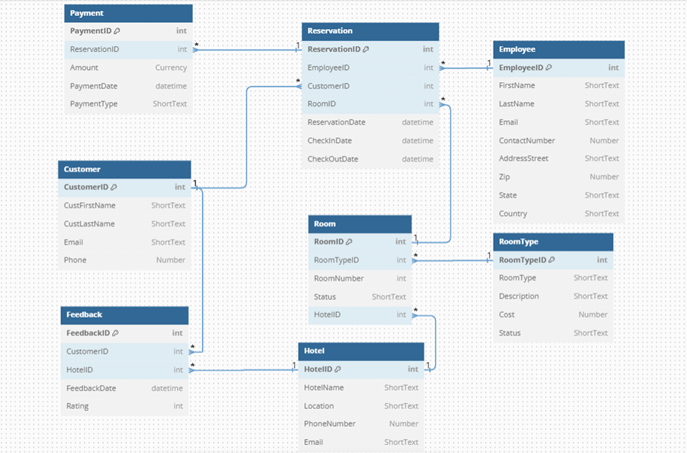 Payment
PaymentID int
ReservationID int
Amount Currency
PaymentDate datetime
PaymentType ShortText
Reservation
ReservationID int
EmployeeID int
CustomerID int
RoomID int
ReservationDate datetime
CheckInDate datetime
CheckOutDate datetime
Employee
EmployeeID int
FirstName ShortText
LastName ShortText
Email ShortText
ContactNumber Number
AddressStreet ShortText
Zip Number
State ShortText
Country ShortText
Customer
CustomerID int
CustFirstName ShortText
CustLastName ShortText
Email ShortText
Phone Number
Room
RoomID int
RoomTypeID int
RoomNumber int
Status ShortText
HotelID int
RoomType
RoomTypeID int
RoomType ShortText
Description ShortText
Cost Number
Status ShortText
Feedback
FeedbackID int
CustomerID int
HotelID int
FeedbackDate datetime
Rating int
Hotel
HotelID int
HotelName ShortText
Location ShortText
PhoneNumber Number
Email ShortText
* 1
* 1
* 1
* 1
* 1
* 1
* 1
* 1